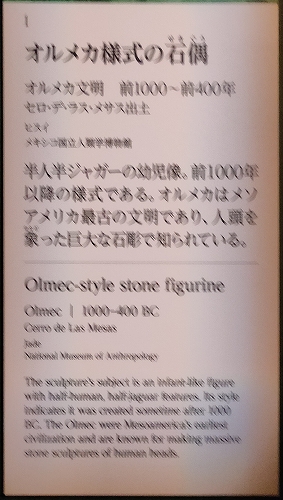 1
せきぐう
オルメカ様式の石偶
オルメカ文明　前1000〜前400年
セロ・デ・ラス・メサス出土
ヒスイ
メキシコ国立人類学博物館
半人半ジャガーの幼児像。前1000年
以降の様式である。オルメカはメソ
アメリカ最古の文明であり、人頭を
象った巨大な石彫で知られている。
Olmec-style stone figurine
Olmec | 1000-400 BC
Cerro de Las Mesas
Jade
National Museum of Anthropology
The sculpture's subject is an infant-like figure
with half-human, half-jaguar features. Its style
indicates it was created sometime after 1000
BC. The Olmec were Mesoamerica's earliest
civilization and are known for making massive
stone sculptures of human heads.